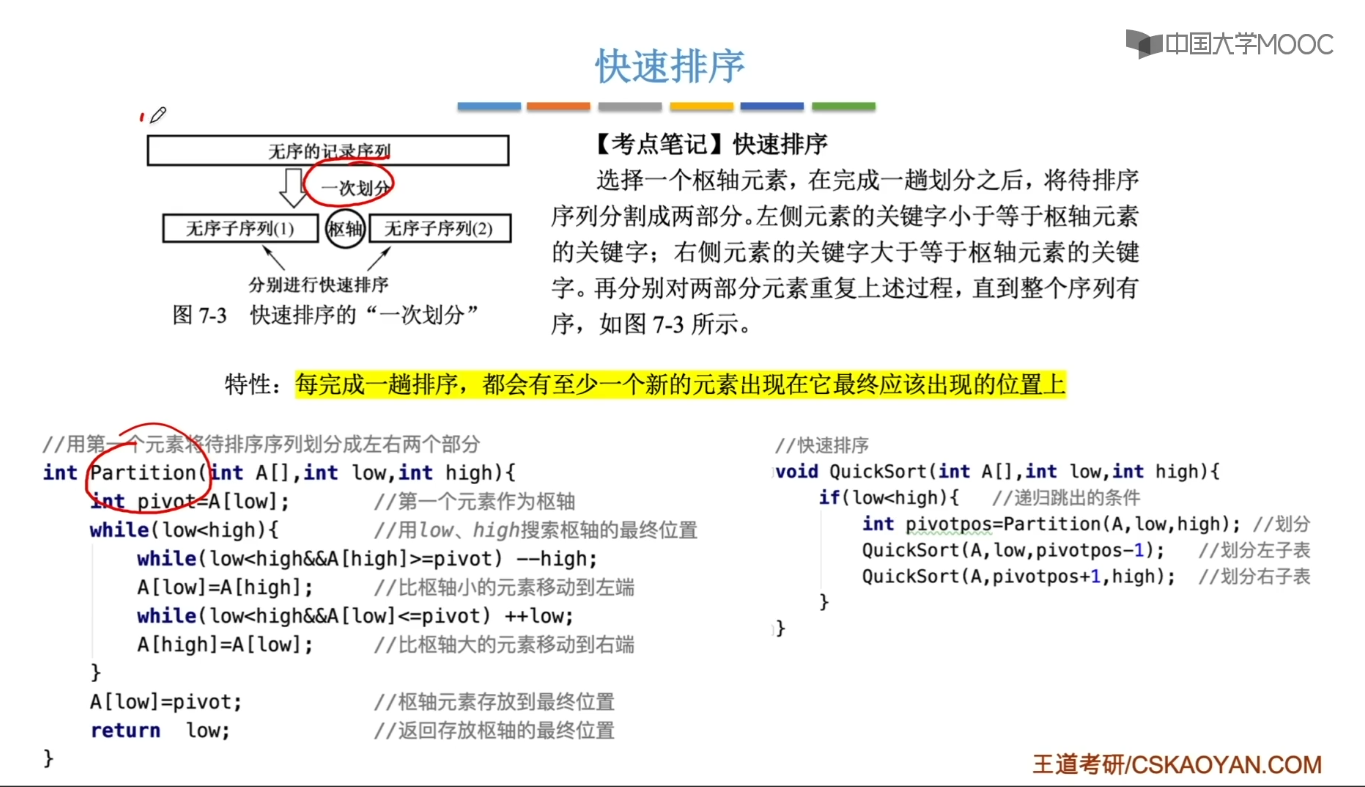 中国大学MOOC
快速排序
无序的记录序列
一次划分
无序子序列(1) 枢轴 无序子序列(2)
分别进行快速排序
图 7-3 快速排序的“一次划分”
【考点笔记】快速排序
选择一个枢轴元素，在完成一趟划分之后，将待排序
序列分割成两部分。左侧元素的关键字小于等于枢轴元素
的关键字；右侧元素的关键字大于等于枢轴元素的关键
字。再分别对两部分元素重复上述过程，直到整个序列有
序，如图 7-3 所示。
特性：每完成一趟排序，都会有至少一个新的元素出现在它最终应该出现的位置上
//用第一个元素将待排序序列划分成左右两个部分
int Partition(int A[],int low,int high){
int pivot=A[low]; //第一个元素作为枢轴
while(low<high){ //用low、high搜索枢轴的最终位置
while(low<high&&A[high]>=pivot) --high;
A[low]=A[high]; //比枢轴小的元素移动到左端
while(low<high&&A[low]<=pivot) ++low;
A[high]=A[low]; //比枢轴大的元素移动到右端
}
A[low]=pivot; //枢轴元素存放到最终位置
return low; //返回存放枢轴的最终位置
}
//快速排序
void QuickSort(int A[],int low,int high){
if(low<high){ //递归跳出的条件
int pivotpos=Partition(A,low,high); //划分
QuickSort(A,low,pivotpos-1); //划分左子表
QuickSort(A,pivotpos+1,high); //划分右子表
}
}
王道考研/CSKAOYAN.COM